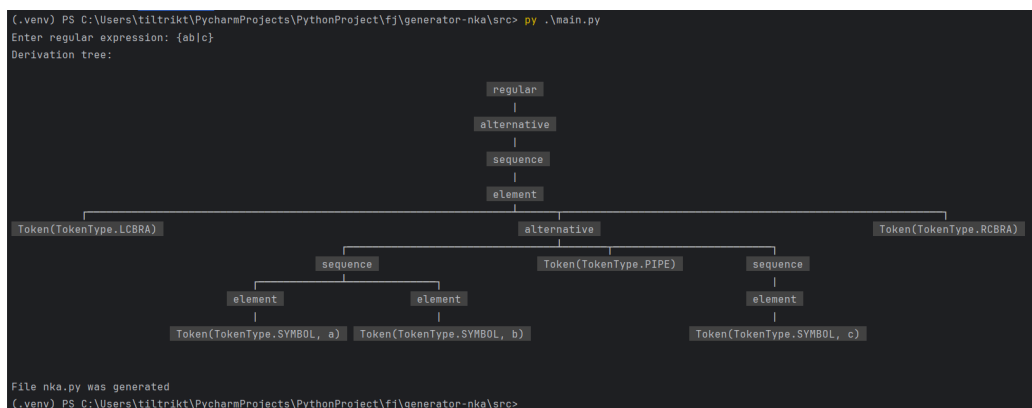 (.venv) PS C:\Users\tiltrikt\PycharmProjects\PythonProject\fj\generator-nka\src> py .\main.py
Enter regular expression: {ab|c}
Derivation tree:
regular
alternative
sequence
element
Token(TokenType.LCBRA) alternative Token(TokenType.RCBRA)
sequence Token(TokenType.PIPE) sequence
element element element
Token(TokenType.SYMBOL, a) Token(TokenType.SYMBOL, b) Token(TokenType.SYMBOL, c)
File nka.py was generated
(.venv) PS C:\Users\tiltrikt\PycharmProjects\PythonProject\fj\generator-nka\src>